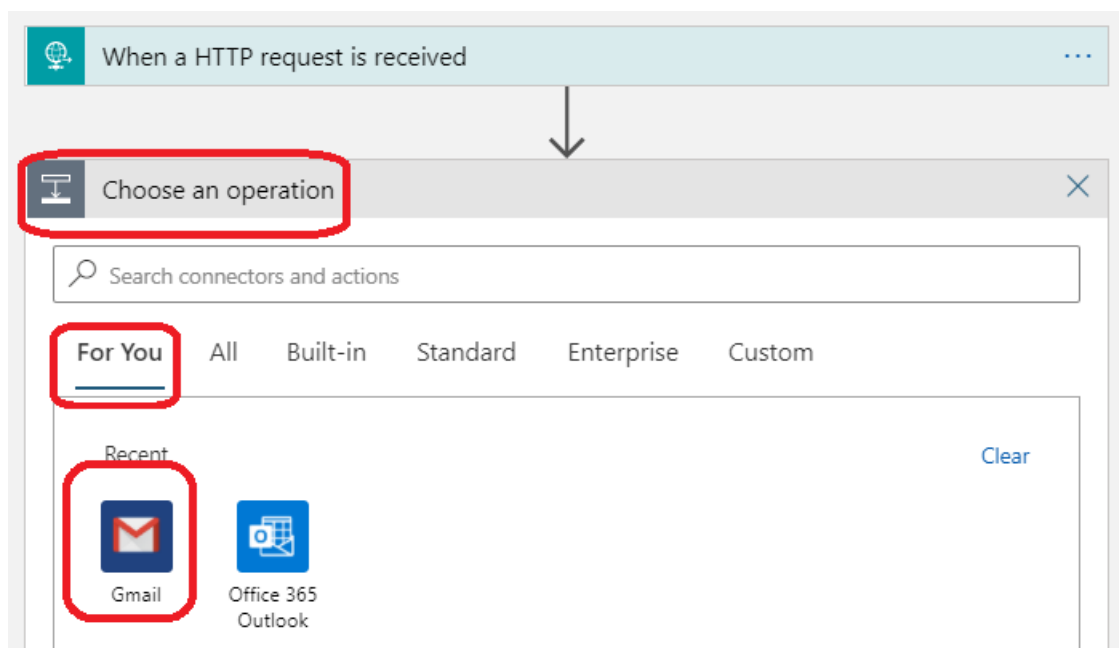 When a HTTP request is received
Choose an operation
Search connectors and actions
For You All Built-in Standard Enterprise Custom
Recent Clear
Gmail Office 365
Outlook